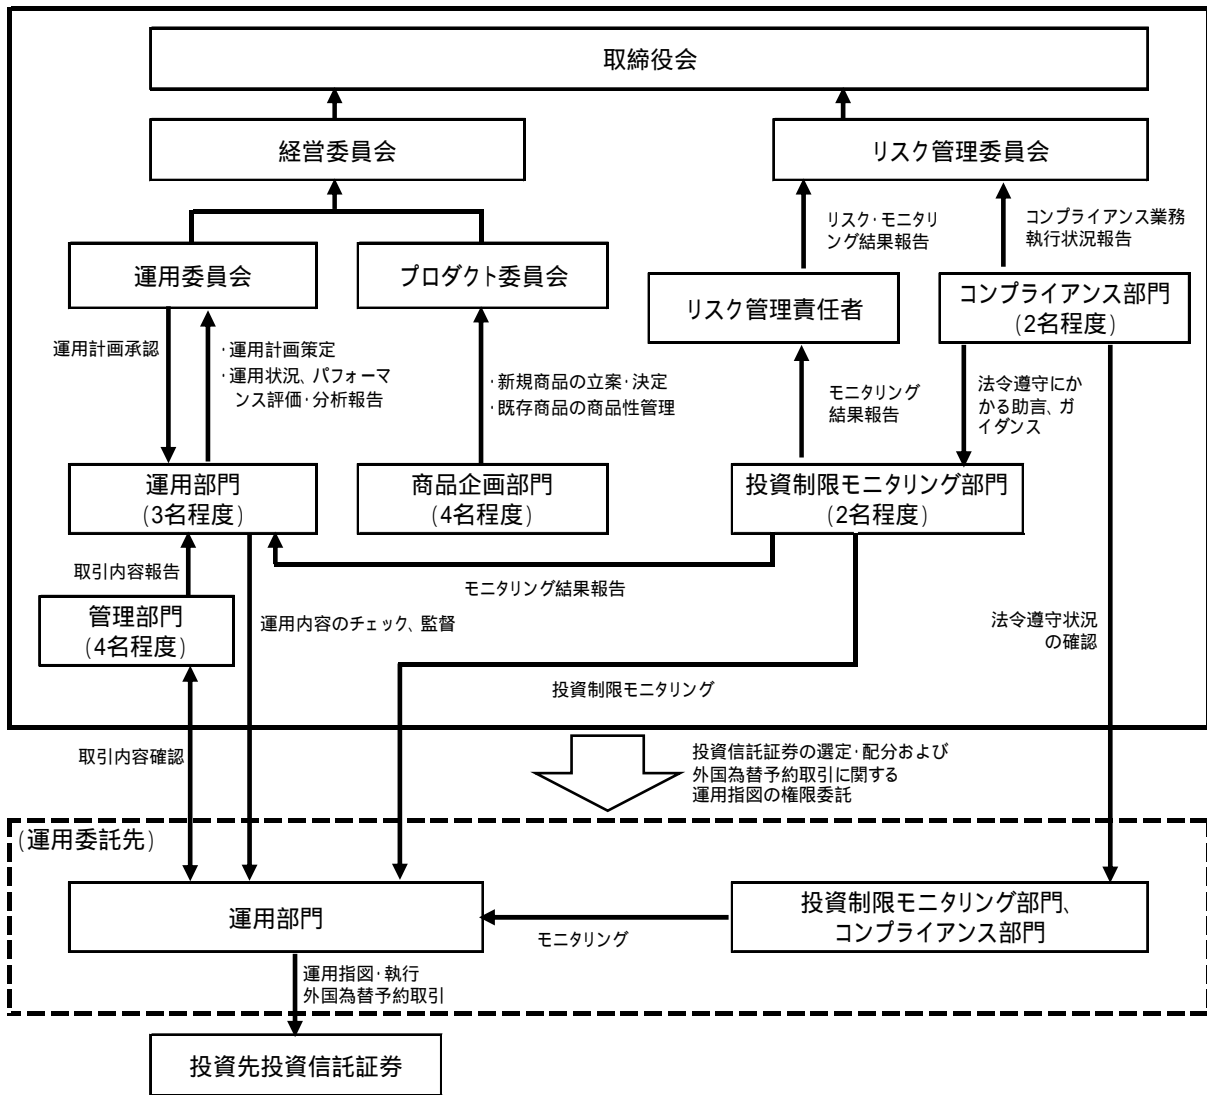 取締役会
経営委員会
リスク管理委員会
リスク・モニタリ
ング結果報告
コンプライアンス業務
執行状況報告
運用委員会
プロダクト委員会
リスク管理責任者
コンプライアンス部門
(2名程度)
運用計画承認
・運用計画策定
・運用状況、パフォーマ
ンス評価・分析報告
・新規商品の立案・決定
・既存商品の商品性管理
モニタリング
結果報告
法令遵守にか
かる助言、ガ
イダンス
運用部門
(3名程度)
商品企画部門
(4名程度)
投資制限モニタリング部門
(2名程度)
取引内容報告
モニタリング結果報告
管理部門
(4名程度)
運用内容のチェック、監督
法令遵守状況
の確認
投資制限モニタリング
取引内容確認
投資信託証券の選定・配分および
外国為替予約取引に関する
運用指図の権限委託
(運用委託先)
運用部門
モニタリング
投資制限モニタリング部門、
コンプライアンス部門
運用指図・執行
外国為替予約取引
投資先投資信託証券